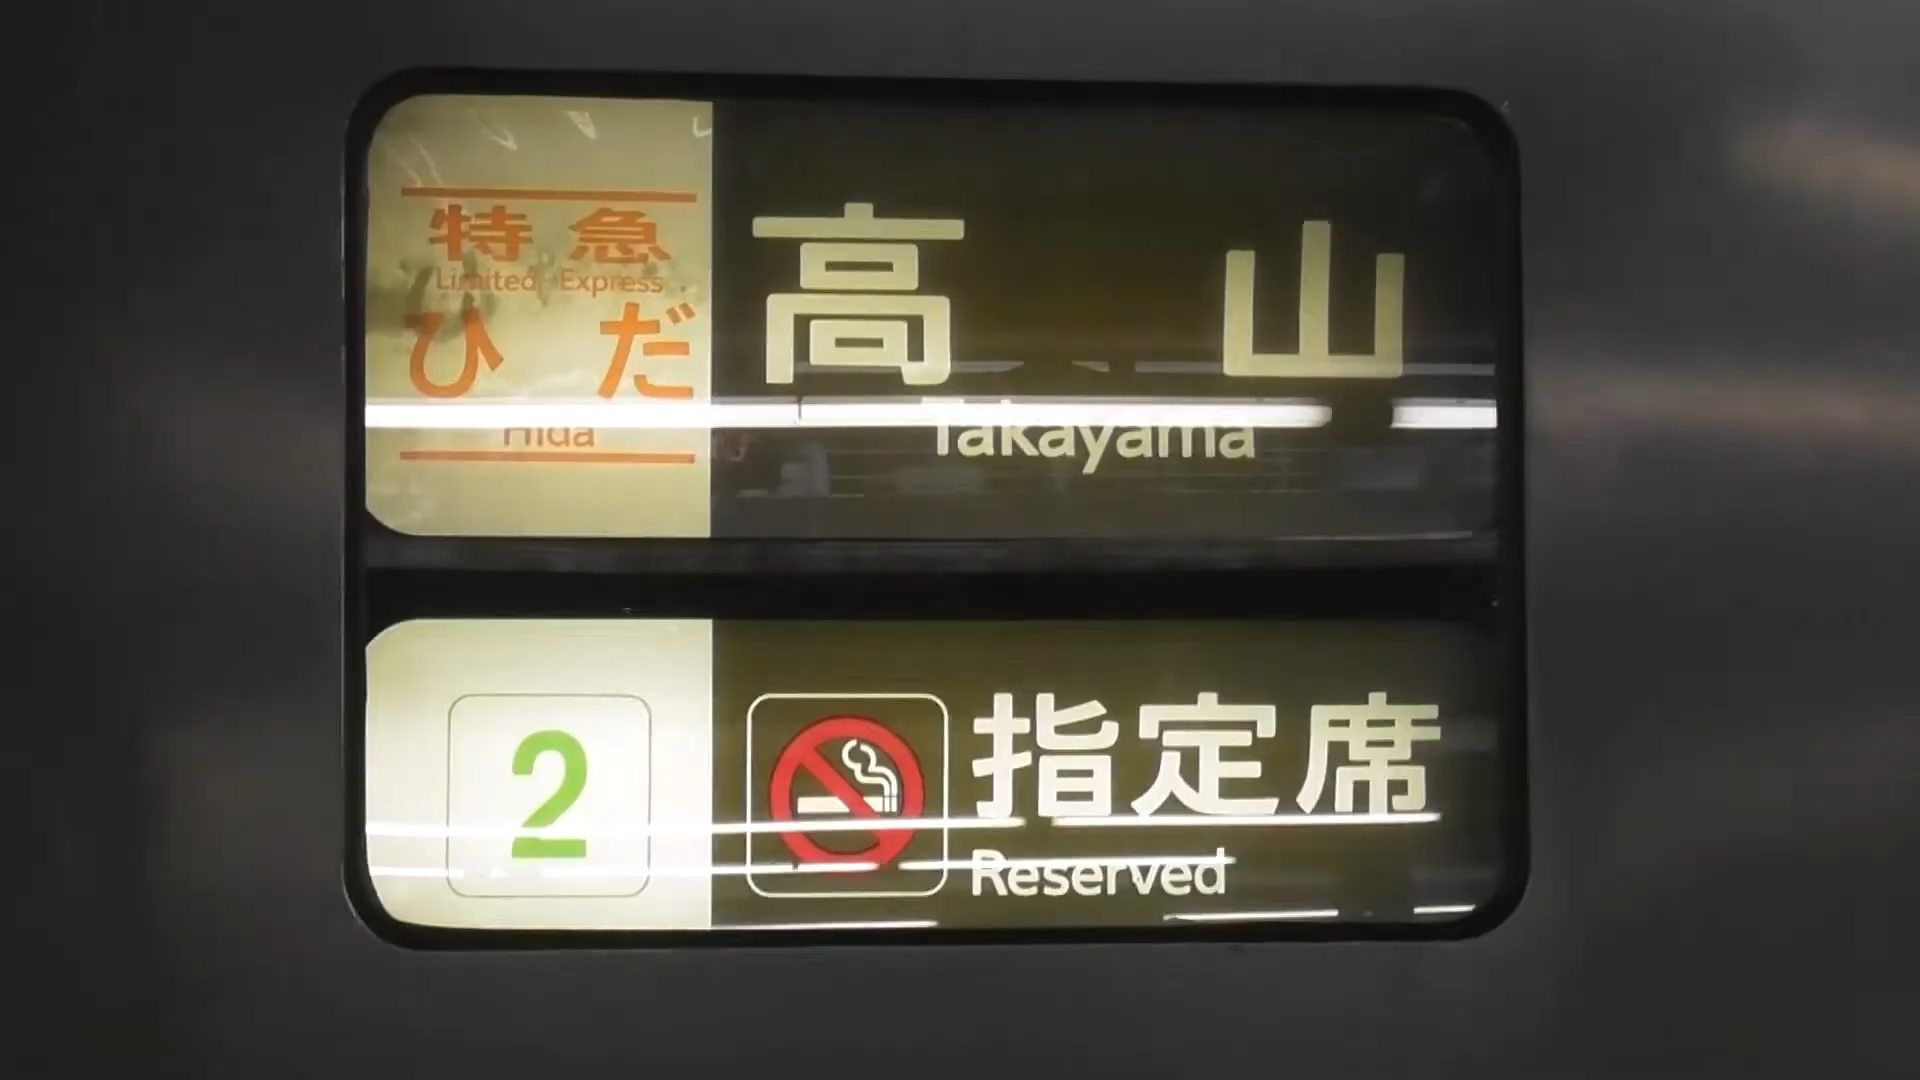 特急
Limited Express
ひだ
Hida
高山
Takayama
2
指定席
Reserved